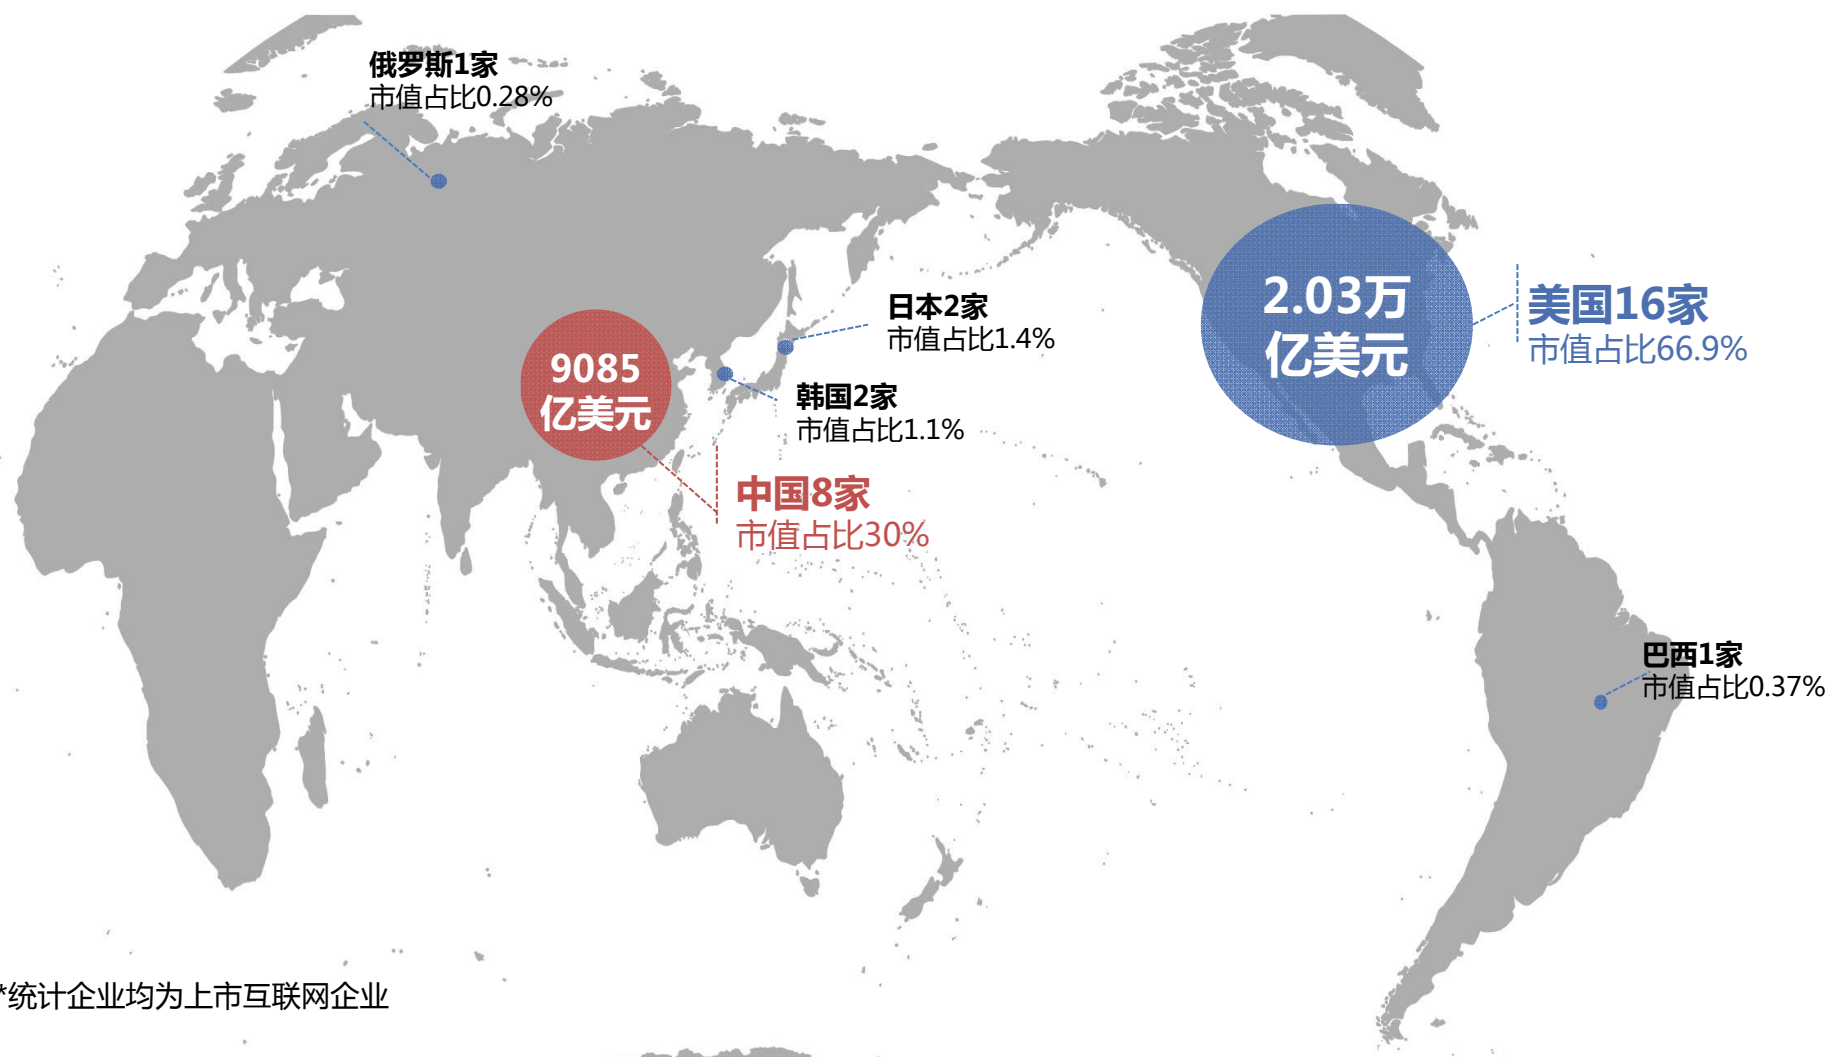 俄罗斯1家
市值占比0.28%
日本2家
市值占比1.4%
韩国2家
市值占比1.1%
9085
亿美元
中国8家
市值占比30%
2.03万
亿美元
美国16家
市值占比66.9%
巴西1家
市值占比0.37%
*统计企业均为上市互联网企业